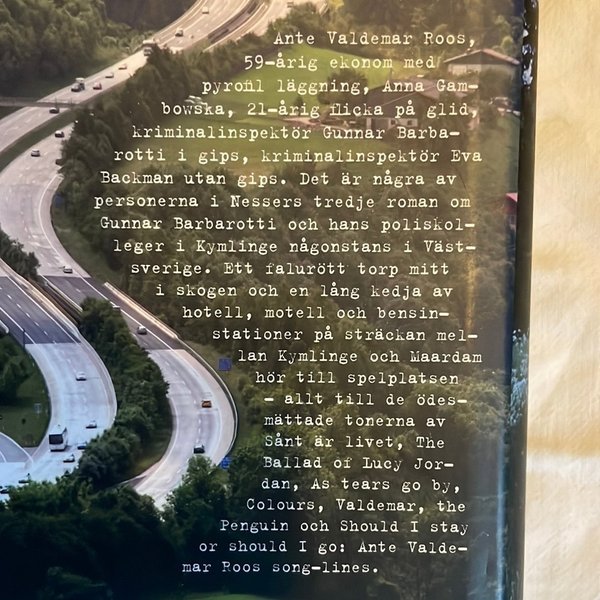 Ante Valdemar Roos,
59-årig ekonom med
pyrofil läggning, Anna Gam-
bowska, 21-årig flicka på glid,
kriminalinspektör Gunnar Barba-
rotti i gips, kriminalinspektör Eva
Backman utan gips. Det är några av
personerna i Nessers tredje roman om
Gunnar Barbarotti och hans poliskol-
leger i Kymlinge någonstans i Väst-
sverige. Ett falurött torp mitt
i skogen och en lång kedja av
hotell, motell och bensin-
stationer på sträckan mel-
lan Kymlinge och Maardam
hör till spelplatsen
- allt till de ödes-
mättade tonerna av
Sånt är livet, The
Ballad of Lucy Jor-
dan, As tears go by,
Colours, Valdemar, the
Penguin och Should I stay
or should I go: Ante Valde-
mar Roos song-lines.